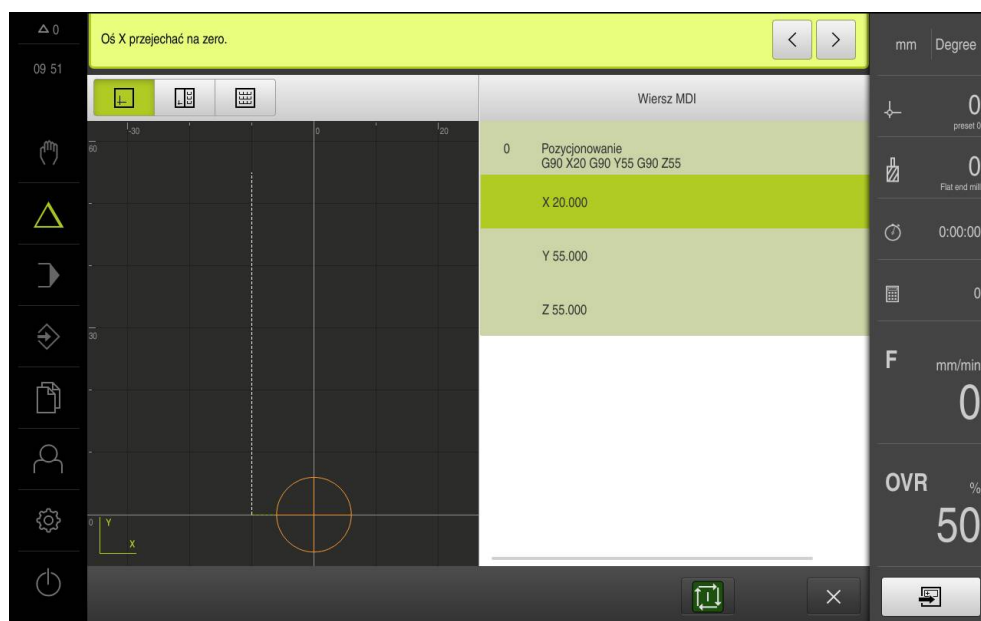 0
09 51
Oś X przejechać na zero.
mm Degree
Wiersz MDI
-30 0 20
60
30
0
Y
X
0 Pozycjonowanie
G90 X20 G90 Y55 G90 Z55
X 20.000
Y 55.000
Z 55.000
0
preset 0
0
Flat end mill
0:00:00
0
F mm/min
0
OVR %
50